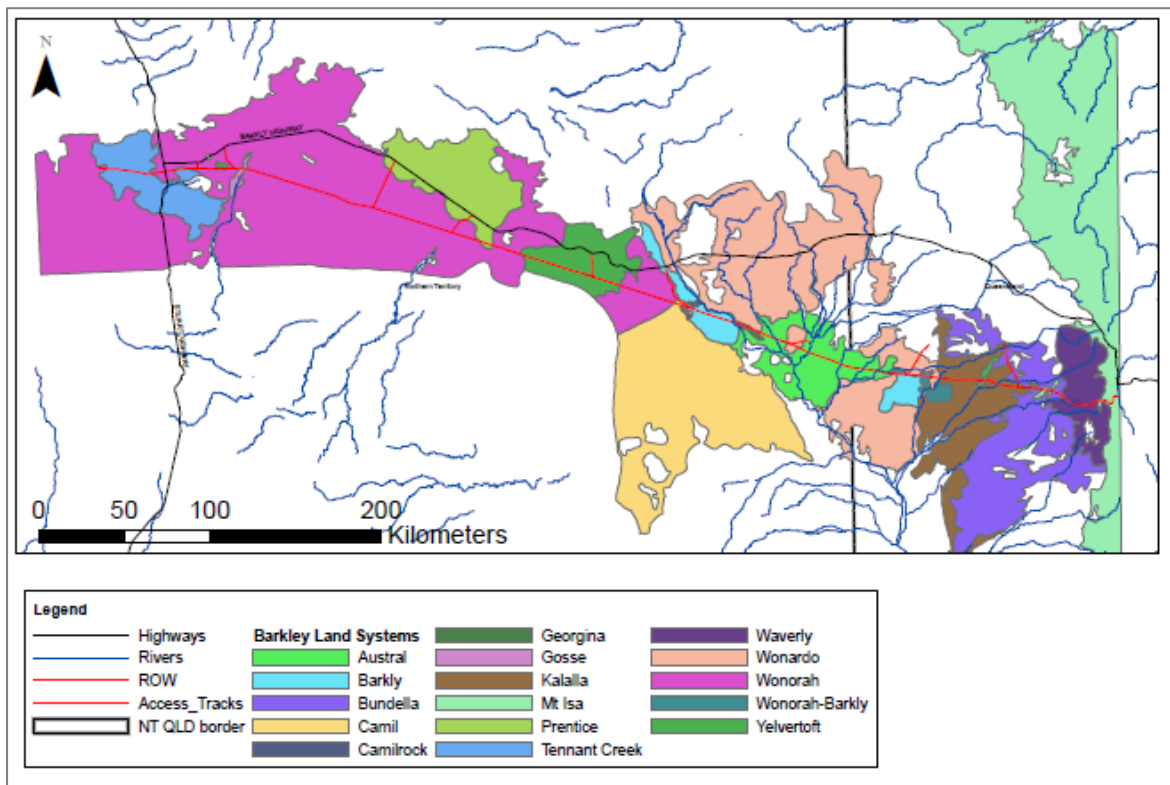 N
BARKLY HIGHWAY
Northern Territory
Queensland
0 50 100 200
Kilometers
Legend
Highways
Rivers
ROW
Access_Tracks
NT QLD border
Barkley Land Systems
Austral
Barkly
Bundella
Camil
Camilrock
Georgina
Gosse
Kalalla
Mt Isa
Prentice
Tennant Creek
Waverly
Wonardo
Wonorah
Wonorah-Barkly
Yelvertoft